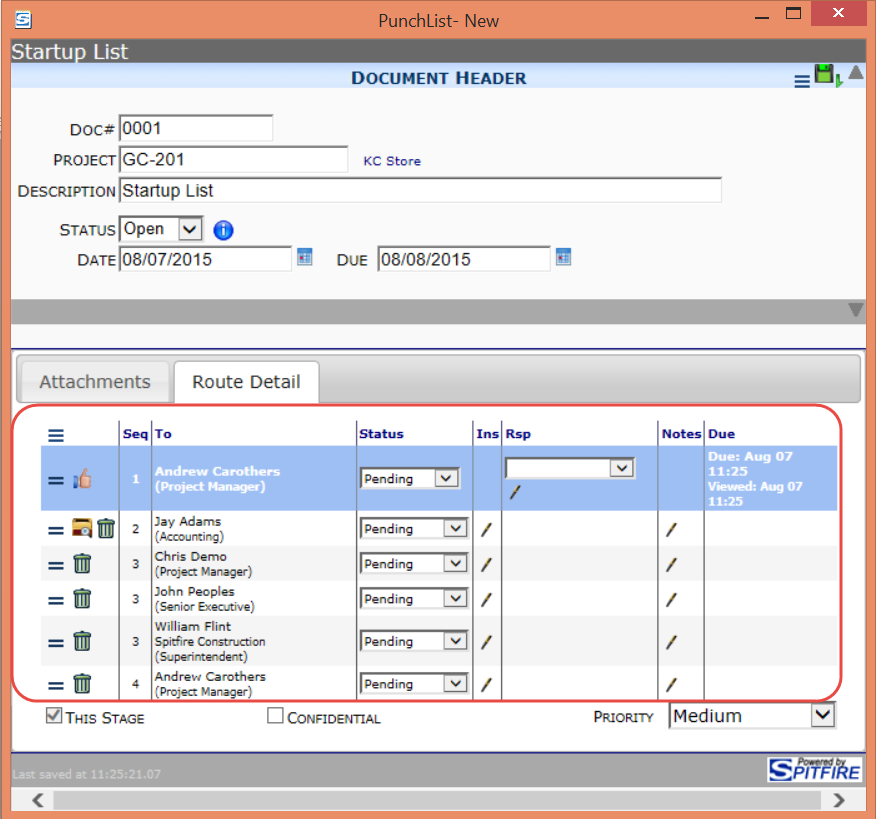 PunchList- New
Startup List
DOCUMENT HEADER
DOC# 0001
PROJECT GC-201 KC Store
DESCRIPTION Startup List
STATUS Open
DATE 08/07/2015 DUE 08/08/2015
Attachments Route Detail
Seq To Status Ins Rsp Notes Due
1 Andrew Carothers
(Project Manager)
Pending
Due: Aug 07
11:25
Viewed: Aug 07
11:25
2 Jay Adams
(Accounting)
Pending
3 Chris Demo
(Project Manager)
Pending
3 John Peoples
(Senior Executive)
Pending
3 William Flint
Spitfire Construction
(Superintendent)
Pending
4 Andrew Carothers
(Project Manager)
Pending
THIS STAGE CONFIDENTIAL PRIORITY Medium
Last saved at 11:25:21.07
Powered by
SPITFIRE